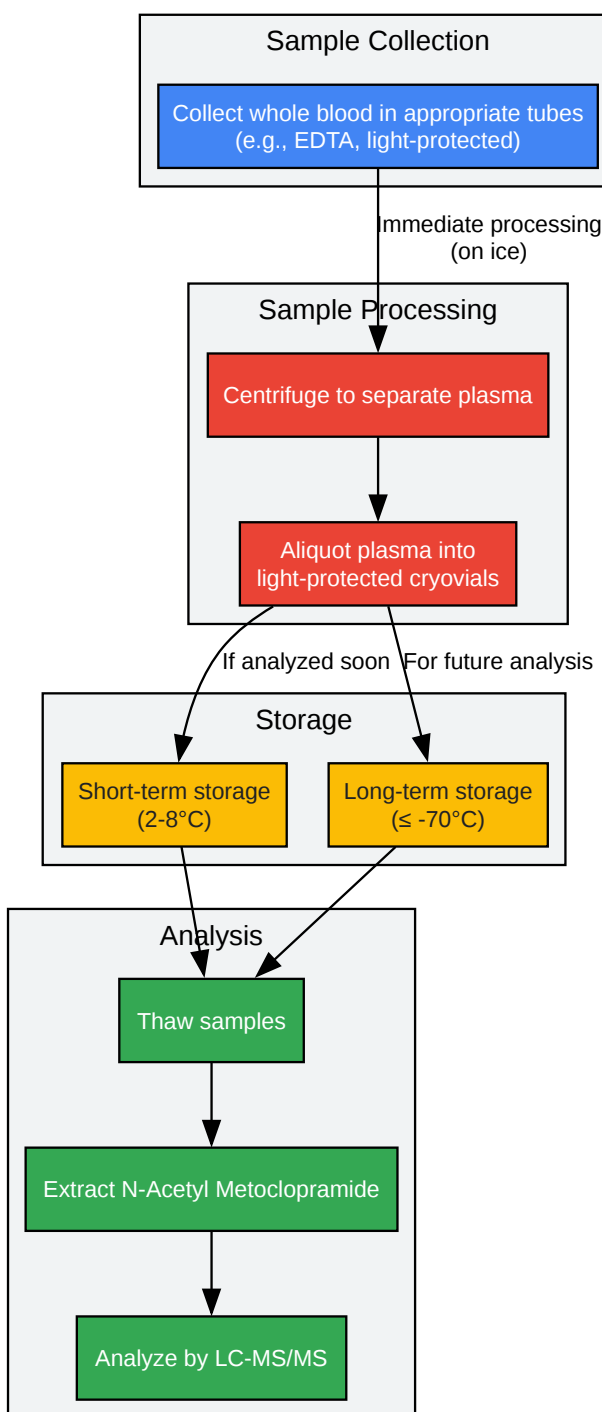 Sample Collection
Collect whole blood in appropriate tubes
(e.g., EDTA, light-protected)
Immediate processing
(on ice)
Sample Processing
Centrifuge to separate plasma
Aliquot plasma into
light-protected cryovials
If analyzed soon
For future analysis
Storage
Short-term storage
(2-8°C)
Long-term storage
(≤ -70°C)
Analysis
Thaw samples
Extract N-Acetyl Metoclopramide
Analyze by LC-MS/MS